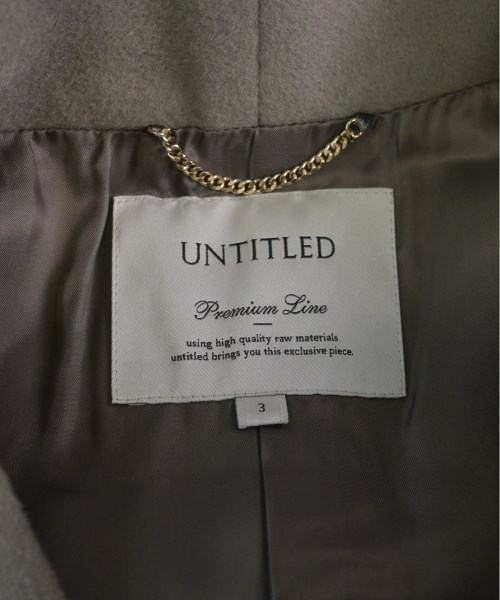 UNTITLED
Premium Line
using high quality raw materials
untitled brings you this exclusive piece.
3